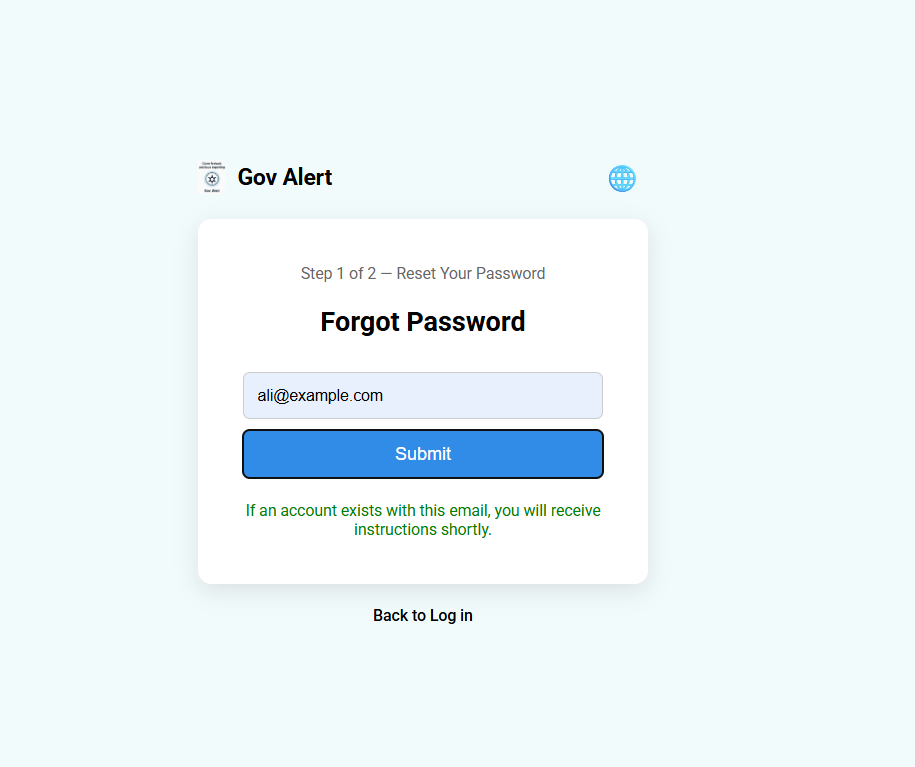 Gov Alert
Step 1 of 2 — Reset Your Password
Forgot Password
ali@example.com
Submit
If an account exists with this email, you will receive
instructions shortly.
Back to Log in